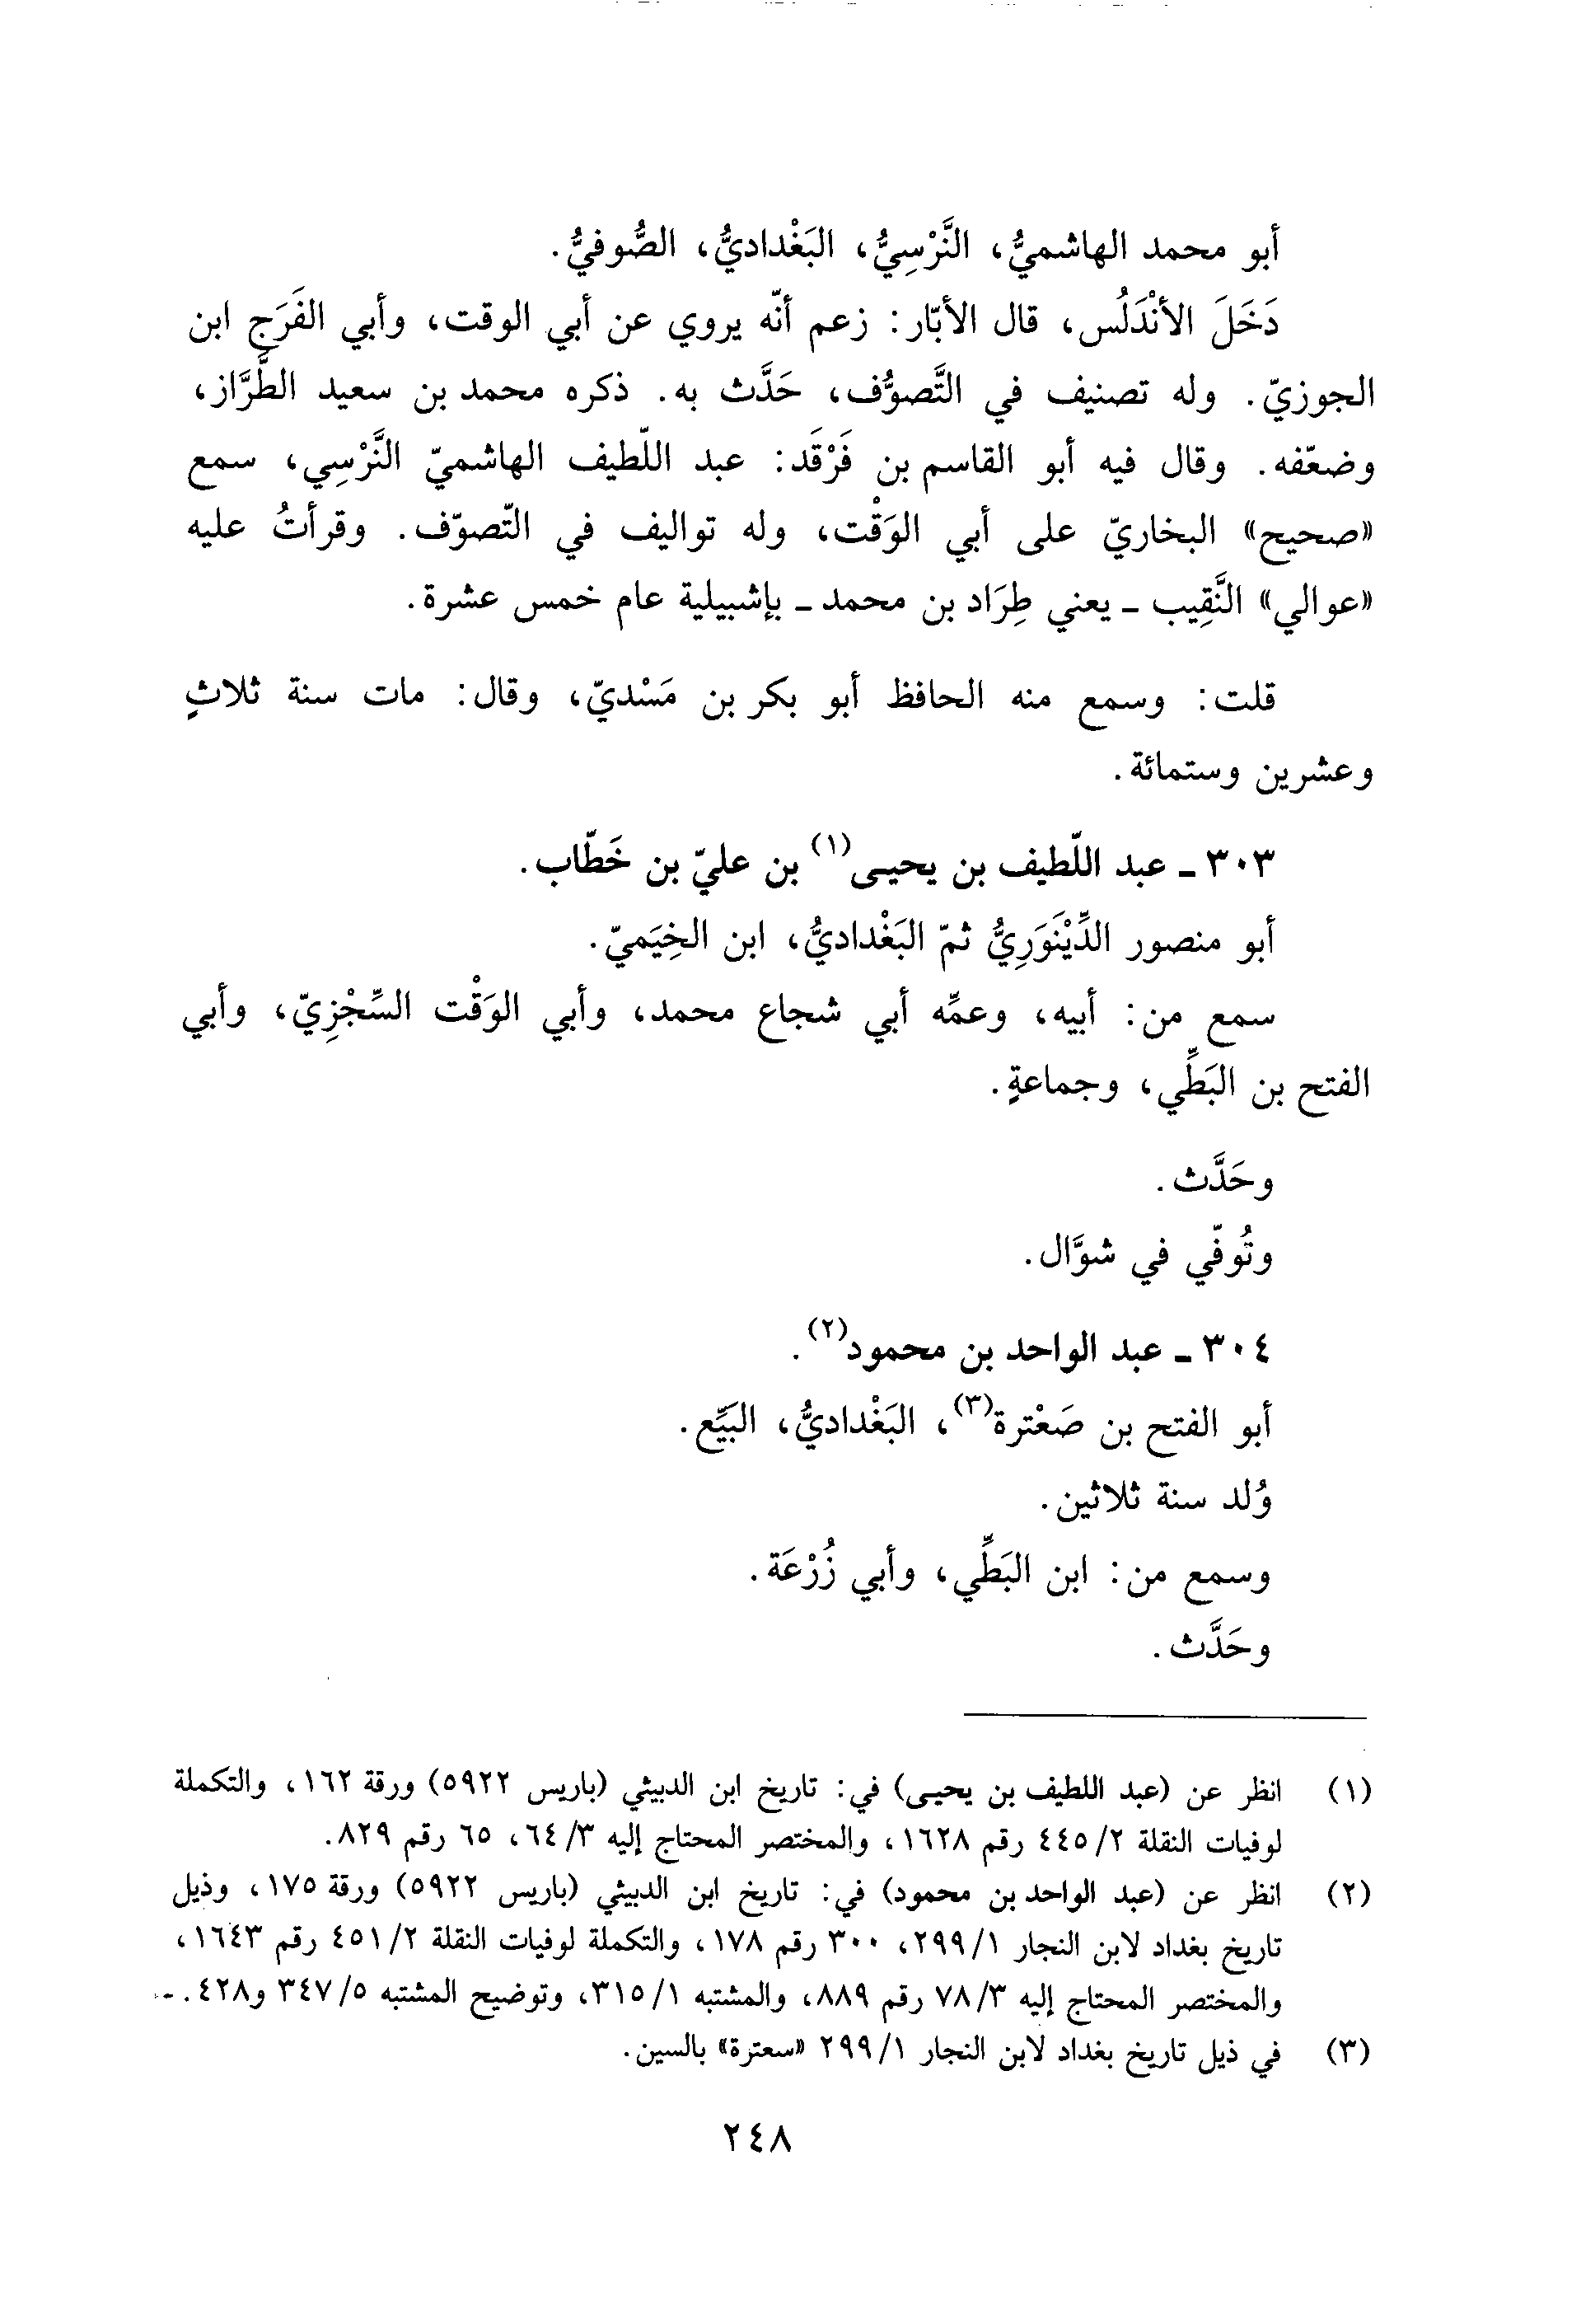 أبو محمد الهاشميُّ، النَّرْسِيُّ، البَغْداديُّ، الصُّوفيُّ.
دَخَلَ الأنْدَلُس، قال الأبّار: زعم أنّه يروي عن أبي الوقت، وأبي الفَرَج ابن
الجوزيّ. وله تصنيف في التَّصوُّف، حَدَّث به. ذكره محمد بن سعيد الطَّرَّاز،
وضعّفه. وقال فيه أبو القاسم بن فَرْقَد: عبد اللّطيف الهاشميّ النَّرْسِي، سمع
«صحيح» البخاريّ على أبي الوَقْت، وله تواليف في التّصوّف. وقرأتُ عليه
«عوالي» النَّقِيب ـ يعني طِرَاد بن محمد ـ بإشبيلية عام خمس عشرة.
قلت: وسمع منه الحافظ أبو بكر بن مَسْديّ، وقال: مات سنة ثلاثٍ
وعشرين وستمائة.
٣٠٣ ـ عبد اللّطيف بن يحيى(١) بن عليّ بن خَطّاب.
أبو منصور الدِّيْنَوَرِيُّ ثمّ البَغْداديُّ، ابن الخِيَميّ.
سمع من: أبيه، وعمِّه أبي شجاع محمد، وأبي الوَقْت السِّجْزِيّ، وأبي
الفتح بن البَطِّي، وجماعةٍ.
وحَدَّث.
وتُوفّي في شوَّال.
٣٠٤ ـ عبد الواحد بن محمود(٢).
أبو الفتح بن صَعْترة(٣)، البَغْداديُّ، البَيِّع.
وُلد سنة ثلاثين.
وسمع من: ابن البَطِّي، وأبي زُرْعَة.
وحَدَّث.
(١) انظر عن (عبد اللطيف بن يحيى) في: تاريخ ابن الدبيثي (باريس ٥٩٢٢) ورقة ١٦٢، والتكملة
لوفيات النقلة ٢/ ٤٤٥ رقم ١٦٢٨، والمختصر المحتاج إليه ٣/ ٦٤، ٦٥ رقم ٨٢٩.
(٢) انظر عن (عبد الواحد بن محمود) في: تاريخ ابن الدبيثي (باريس ٥٩٢٢) ورقة ١٧٥، وذيل
تاريخ بغداد لابن النجار ١/ ٢٩٩، ٣٠٠ رقم ١٧٨، والتكملة لوفيات النقلة ٢/ ٤٥١ رقم ١٦٤٣،
والمختصر المحتاج إليه ٣/ ٧٨ رقم ٨٨٩، والمشتبه ١/ ٣١٥، وتوضيح المشتبه ٥/ ٣٤٧ و٤٢٨.
(٣) في ذيل تاريخ بغداد لابن النجار ١/ ٢٩٩ «سعترة» بالسين.
٢٤٨